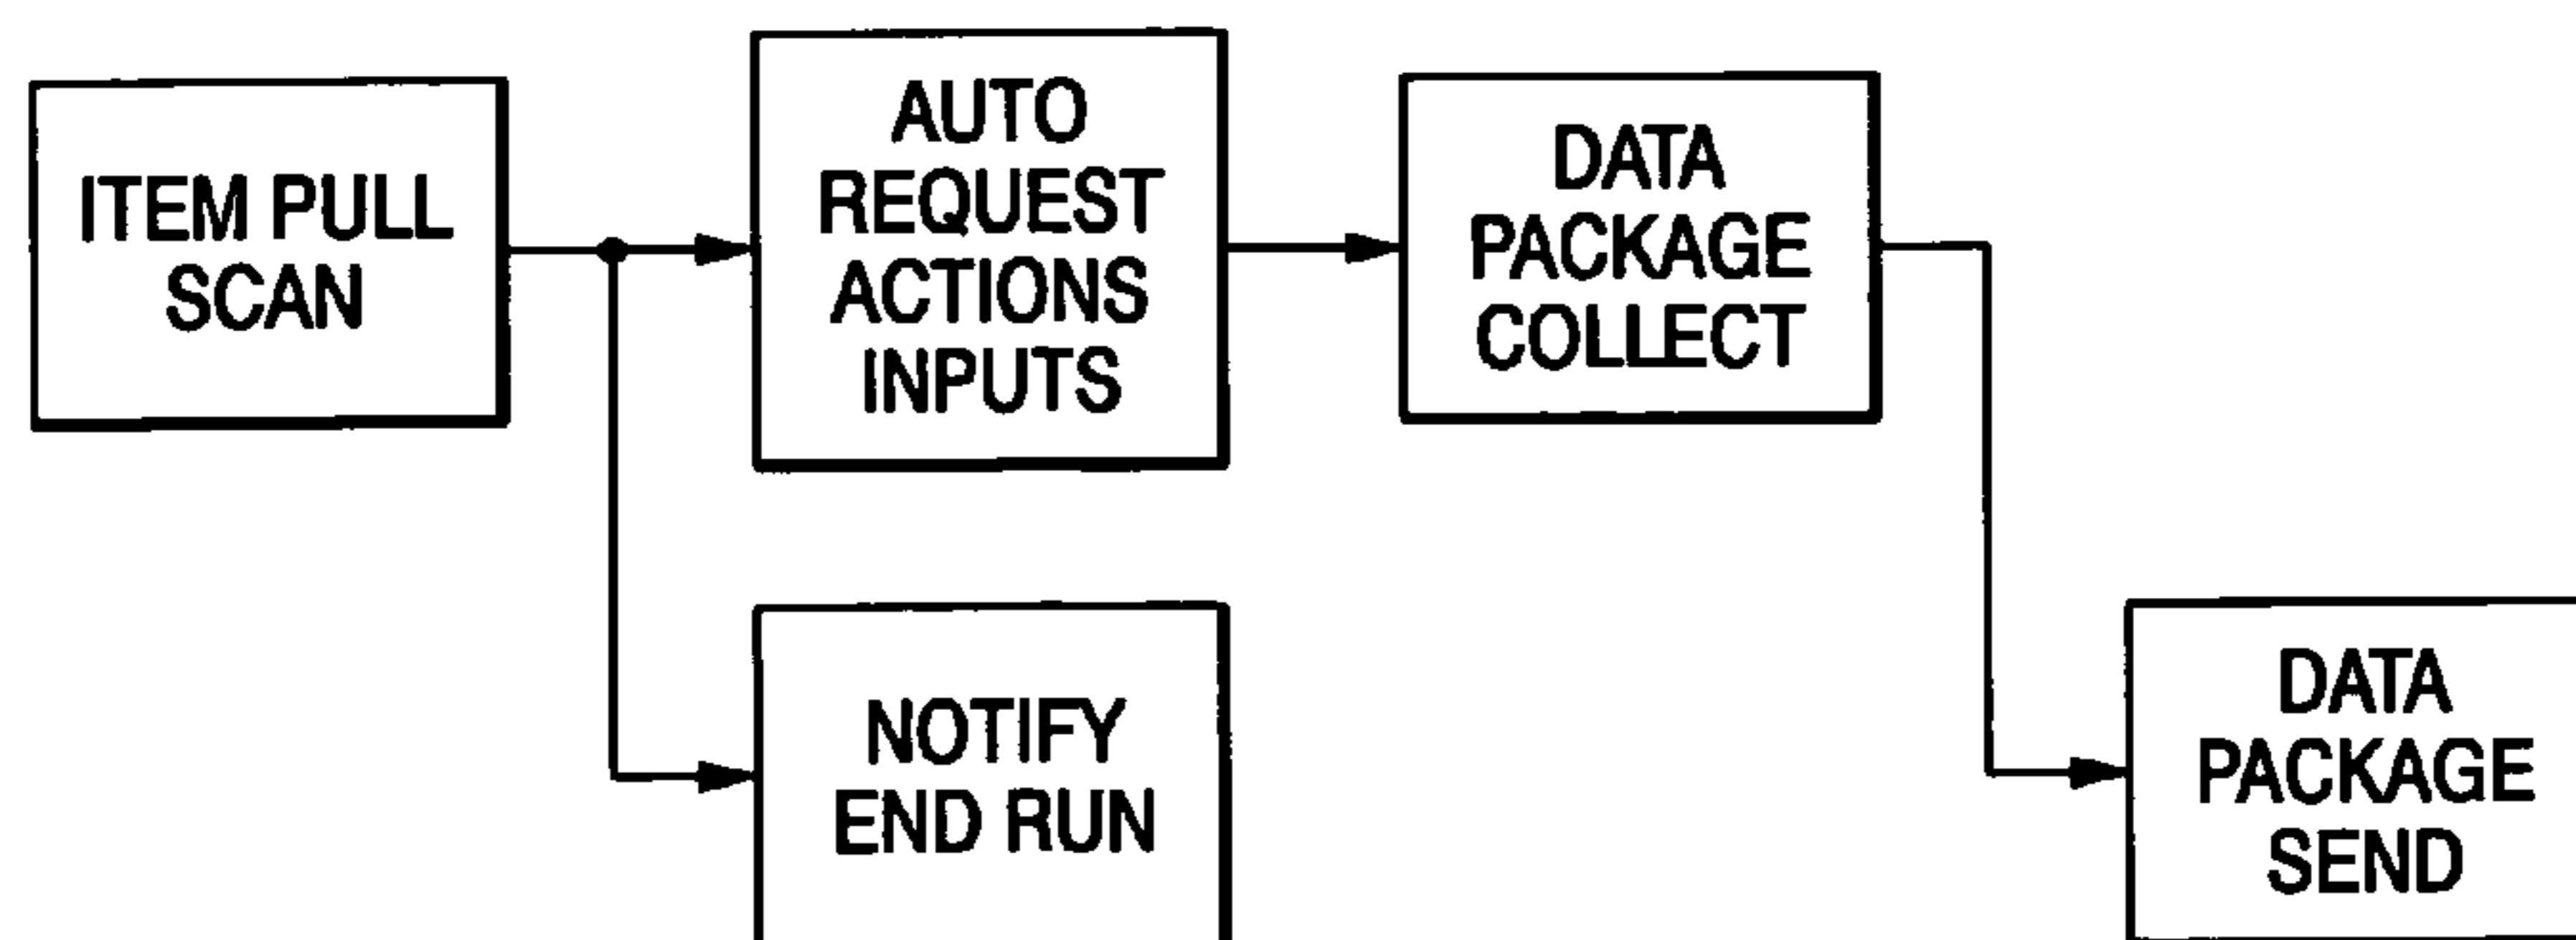 ITEM PULL
SCAN
AUTO
REQUEST
ACTIONS
INPUTS
DATA
PACKAGE
COLLECT
NOTIFY
END RUN
DATA
PACKAGE
SEND